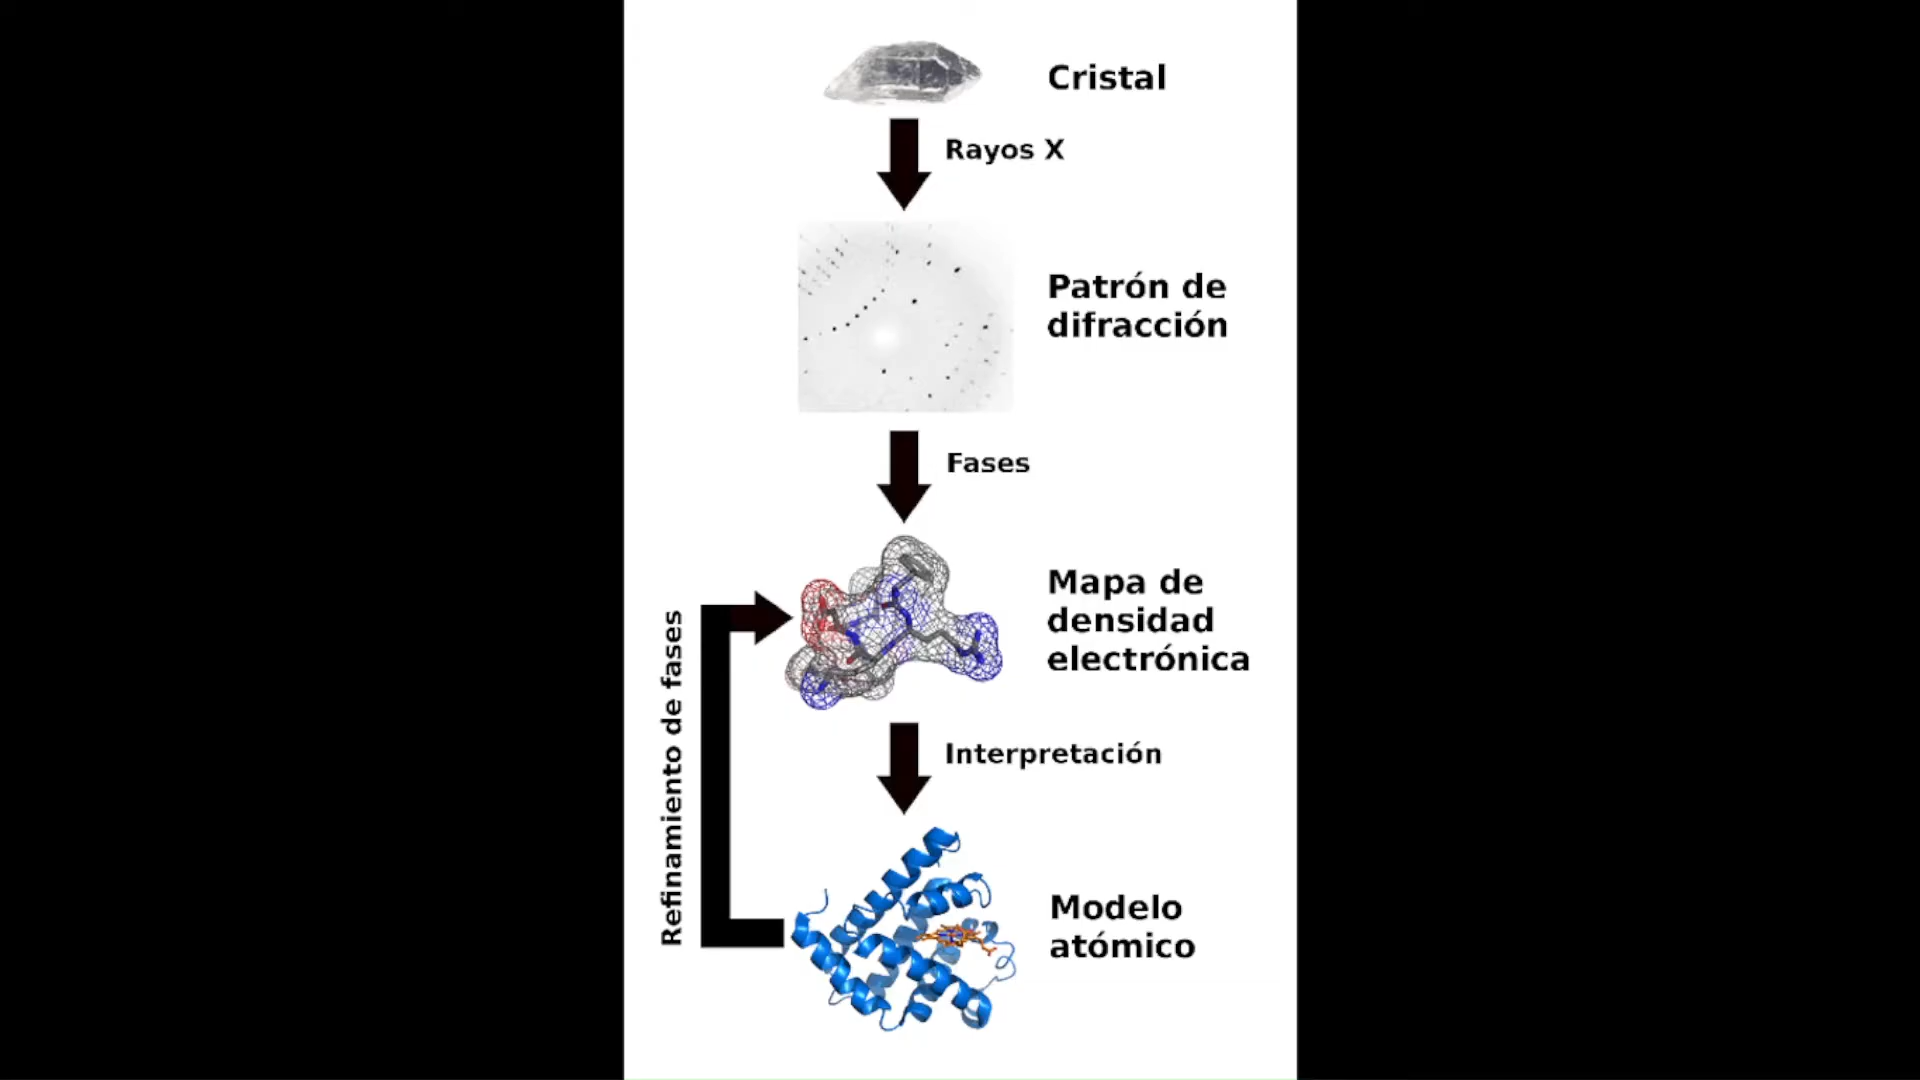 Cristal
Rayos X
Patrón de
difracción
Fases
Mapa de
densidad
electrónica
Refinamiento de fases
Interpretación
Modelo
atómico